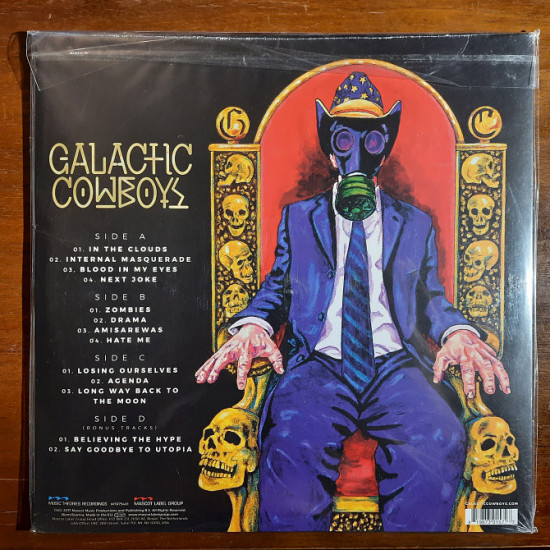 GALACTIC
COWBOYS
SIDE A
01. IN THE CLOUDS
02. INTERNAL MASQUERADE
03. BLOOD IN MY EYES
04. NEXT JOKE
SIDE B
01. ZOMBIES
02. DRAMA
03. AMISAREWAS
04. HATE ME
SIDE C
01. LOSING OURSELVES
02. AGENDA
03. LONG WAY BACK TO
THE MOON
SIDE D
(BONUS TRACKS)
01. BELIEVING THE HYPE
02. SAY GOODBYE TO UTOPIA
G C
MUSIC THEORIES RECORDINGS
MASCOT LABEL GROUP